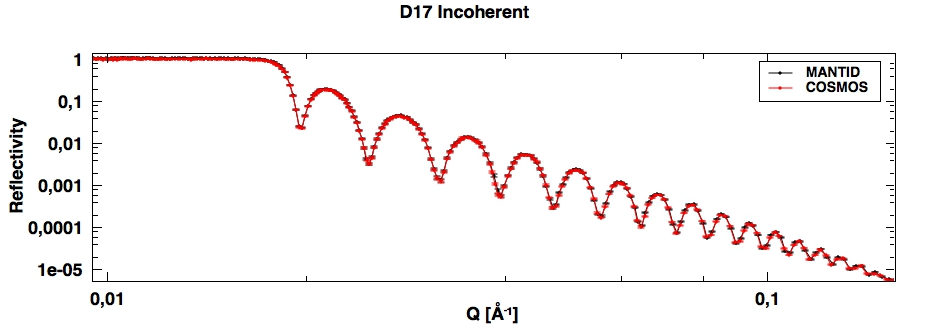 D17 Incoherent
MANTID
COSMOS
Reflectivity
1
0,1
0,01
0,001
0,0001
1e-05
0,01
0,1
Q [Å⁻¹]